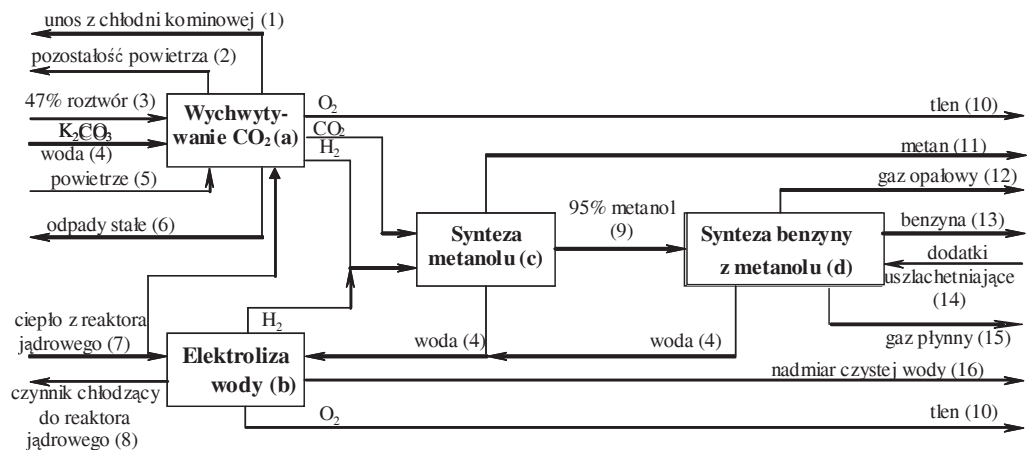 unos z chłodni kominowej (1)
pozostałość powietrza (2)
47% roztwór (3)
K₂CO₃
woda (4)
powietrze (5)
odpady stałe (6)
ciepło z reaktora
jądrowego (7)
czynnik chłodzący
do reaktora
jądrowego (8)
Wychwyty-
wanie CO₂ (a)
O₂
CO₂
H₂
tlen (10)
metan (11)
gaz opałowy (12)
95% metanol
(9)
Synteza
metanolu (c)
Synteza benzyny
z metanolu (d)
benzyna (13)
dodatki
uszlachetniające
(14)
gaz płynny (15)
H₂
Elektroliza
wody (b)
woda (4)
woda (4)
nadmiar czystej wody (16)
O₂
tlen (10)